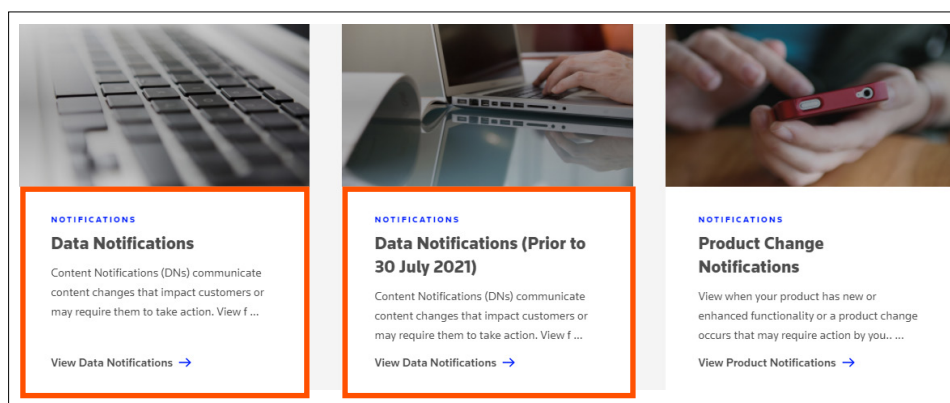 NOTIFICATIONS
Data Notifications
Content Notifications (DNs) communicate
content changes that impact customers or
may require them to take action. View f ...
View Data Notifications →
NOTIFICATIONS
Data Notifications (Prior to
30 July 2021)
Content Notifications (DNs) communicate
content changes that impact customers or
may require them to take action. View f ...
View Data Notifications →
NOTIFICATIONS
Product Change
Notifications
View when your product has new or
enhanced functionality or a product change
occurs that may require action by you.. ...
View Product Notifications →